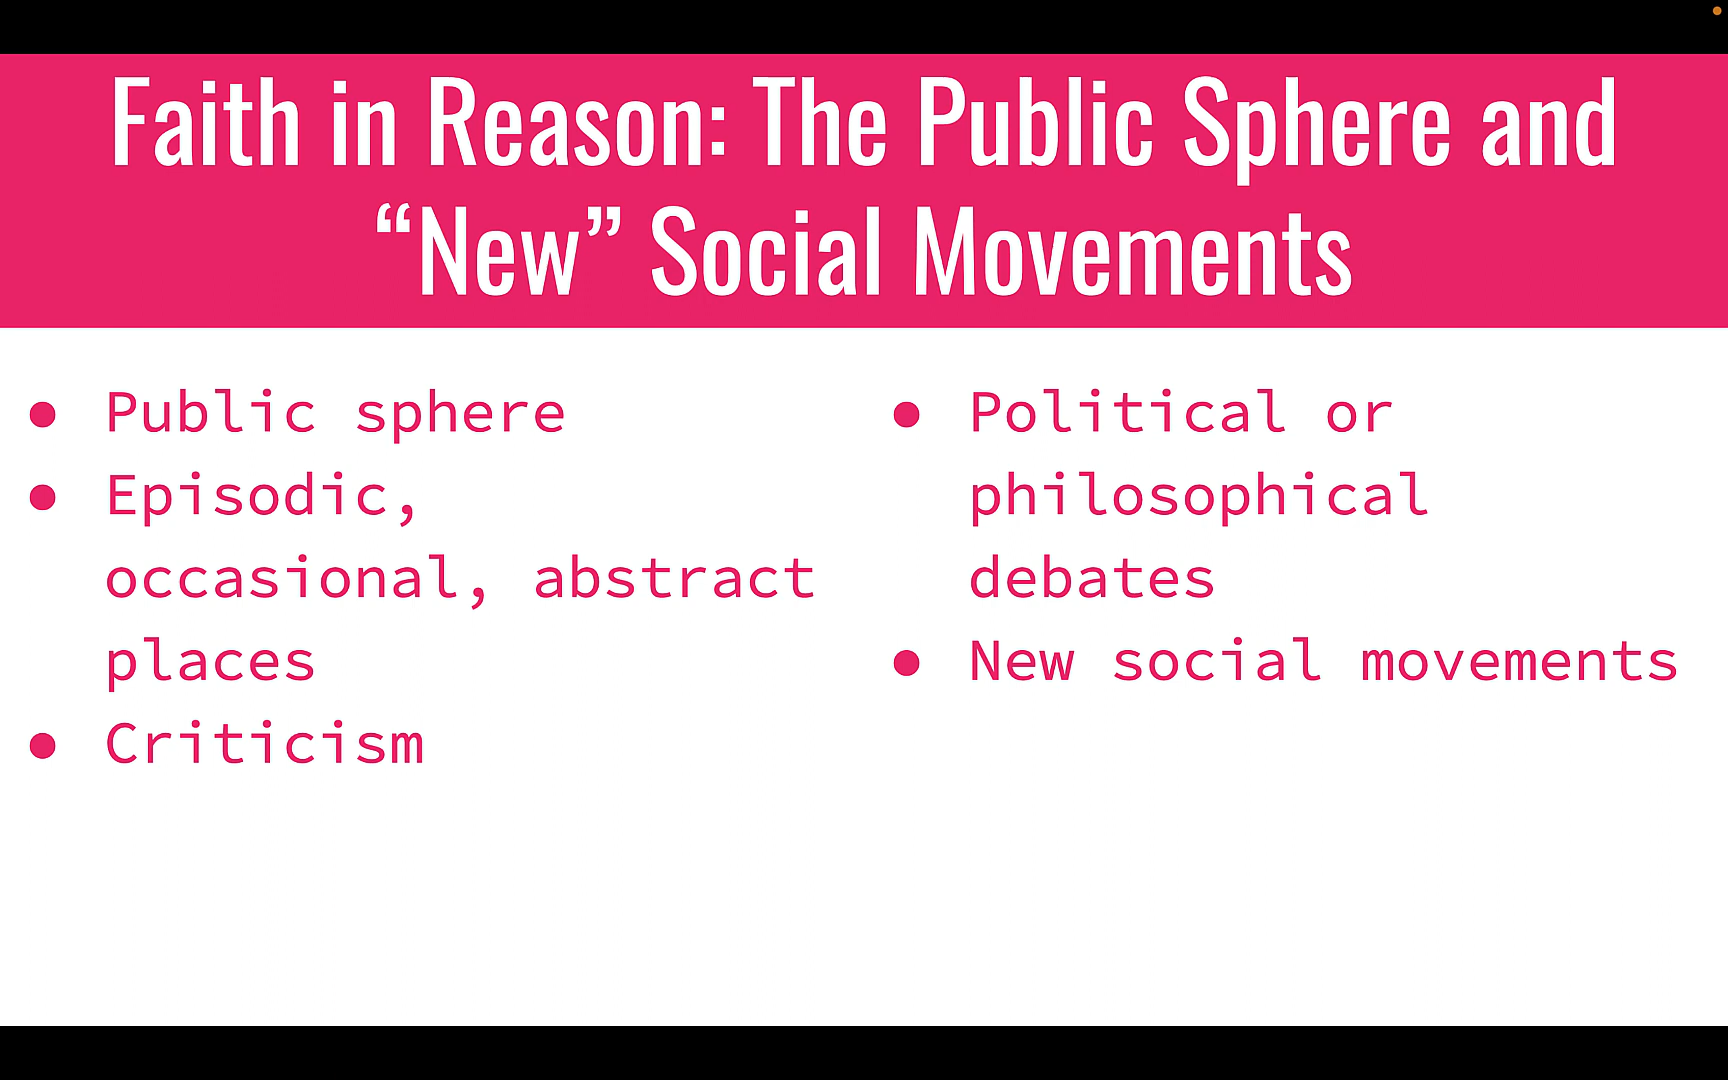 Faith in Reason: The Public Sphere and
“New” Social Movements
● Public sphere
● Episodic,
occasional, abstract
places
● Criticism
● Political or
philosophical
debates
● New social movements